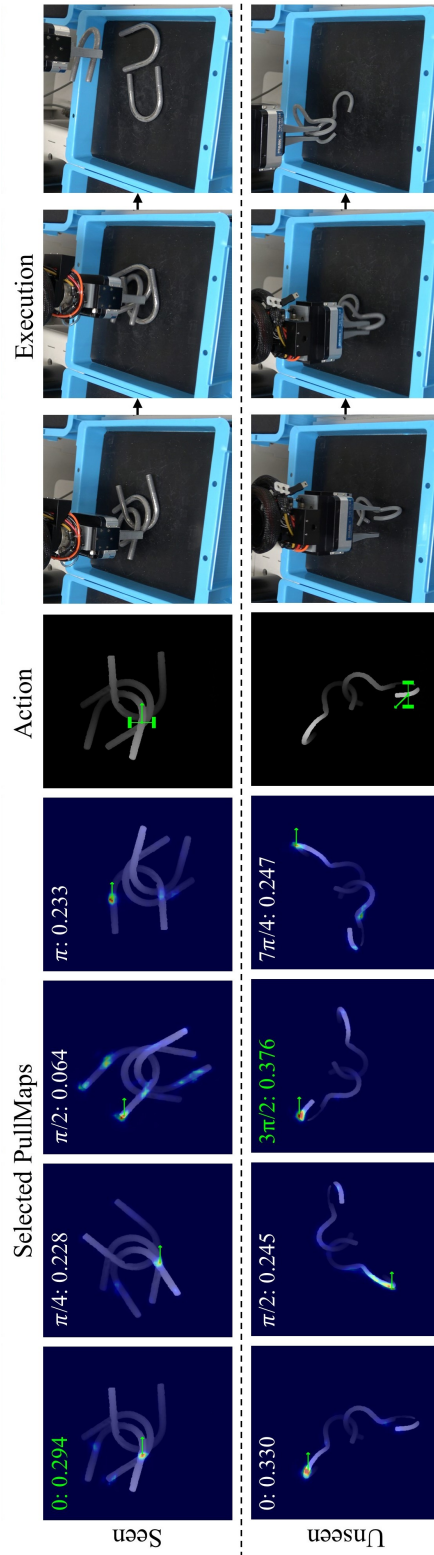 Selected PullMaps
Action
Execution
Seen
0: 0.294
π/4: 0.228
π/2: 0.064
π: 0.233
Unseen
0: 0.330
π/2: 0.245
3π/2: 0.376
7π/4: 0.247